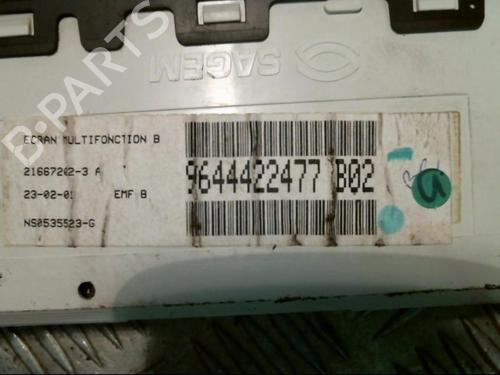 SAGEM
ECRAN MULTIFONCTION B
21667202-3 A
23-02-01 EMF B
NS0535523-G
9644422477 B02
B-PARTS